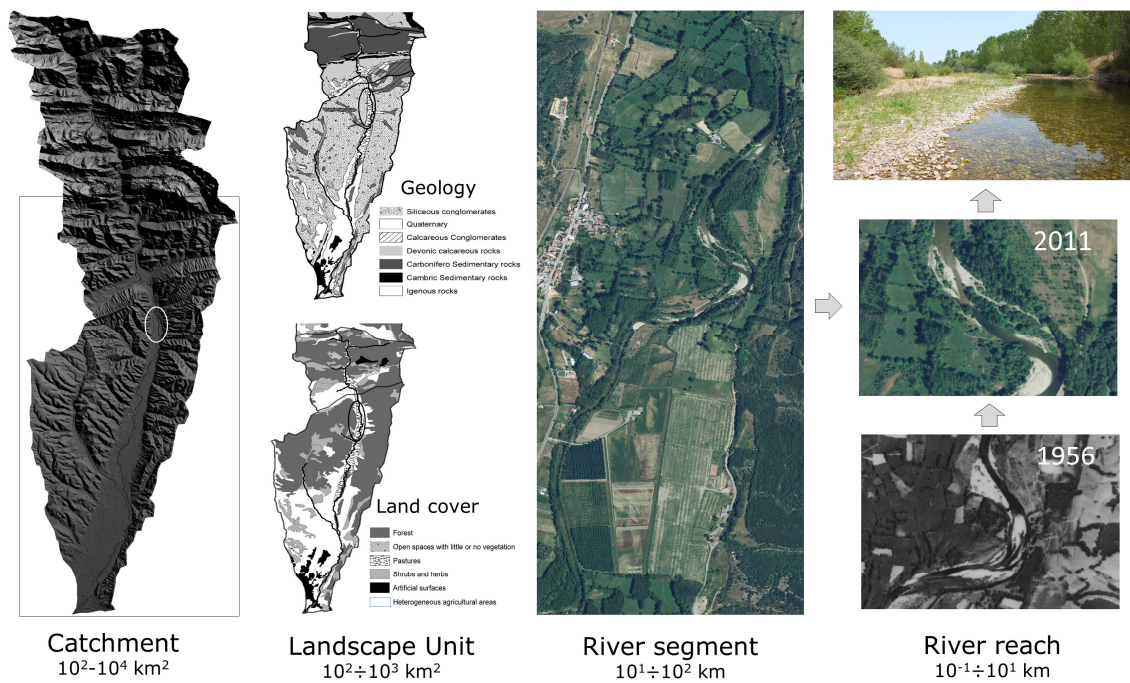 Geology
Siliceous conglomerates
Quaternary
Calcareous Conglomerates
Devonic calcareous rocks
Carbonífero Sedimentary rocks
Cambric Sedimentary rocks
Igenous rocks
Land cover
Forest
Open spaces with little or no vegetation
Pastures
Shrubs and herbs
Artificial surfaces
Heterogeneous agricultural areas
2011
1956
Catchment
10²-10⁴ km²
Landscape Unit
10²÷10³ km²
River segment
10¹÷10² km
River reach
10⁻¹÷10¹ km